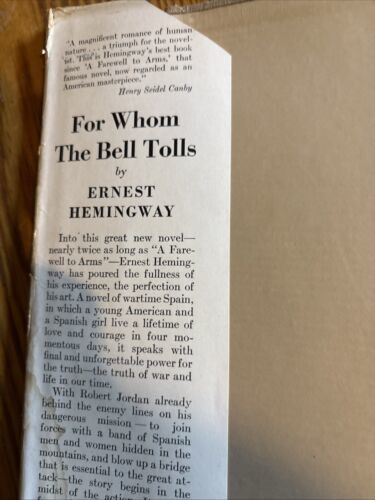 "A magnificent romance of human
nature . . . a triumph for the novel-
ist. This is Hemingway's best book
since 'A Farewell to Arms,' that
famous novel, now regarded as an
American masterpiece."
Henry Seidel Canby
For Whom
The Bell Tolls
by
ERNEST
HEMINGWAY
Into this great new novel—
nearly twice as long as "A Fare-
well to Arms"—Ernest Heming-
way has poured the fullness of
his experience, the perfection of
his art. A novel of wartime Spain,
in which a young American and
a Spanish girl live a lifetime of
love and courage in four mo-
mentous days, it speaks with
final and unforgettable power for
the truth—the truth of war and
life in our time.
With Robert Jordan already
behind the enemy lines on his
dangerous mission—to join
forces with a band of Spanish
men and women hidden in the
mountains, and blow up a bridge
that is essential to the great at-
tack—the story begins in the
midst of the action.